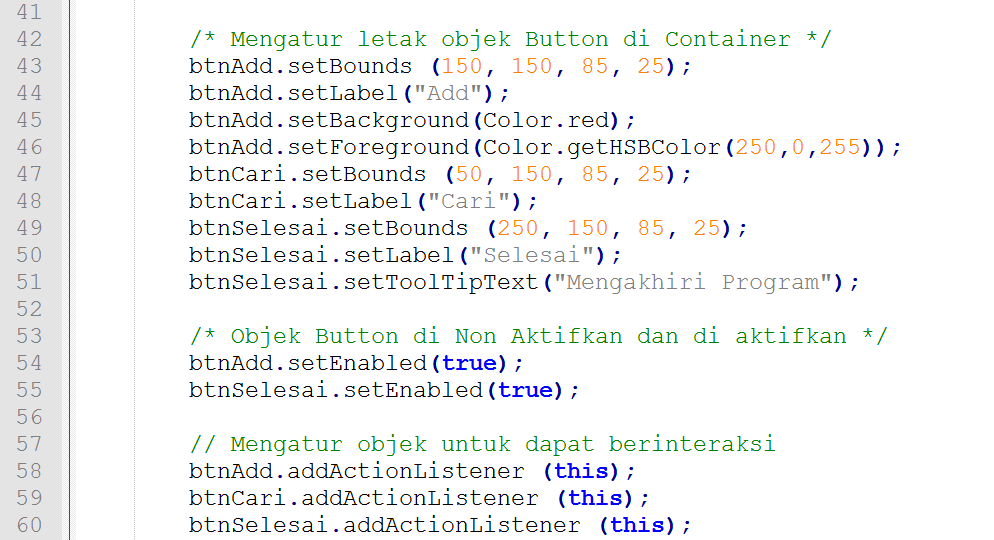 41
42 /* Mengatur letak objek Button di Container */
43 btnAdd.setBounds (150, 150, 85, 25);
44 btnAdd.setLabel("Add");
45 btnAdd.setBackground(Color.red);
46 btnAdd.setForeground(Color.getHSBColor(250,0,255));
47 btnCari.setBounds (50, 150, 85, 25);
48 btnCari.setLabel("Cari");
49 btnSelesai.setBounds (250, 150, 85, 25);
50 btnSelesai.setLabel("Selesai");
51 btnSelesai.setToolTipText("Mengakhiri Program");
52
53 /* Objek Button di Non Aktifkan dan di aktifkan */
54 btnAdd.setEnabled(true);
55 btnSelesai.setEnabled(true);
56
57 // Mengatur objek untuk dapat berinteraksi
58 btnAdd.addActionListener (this);
59 btnCari.addActionListener (this);
60 btnSelesai.addActionListener (this);